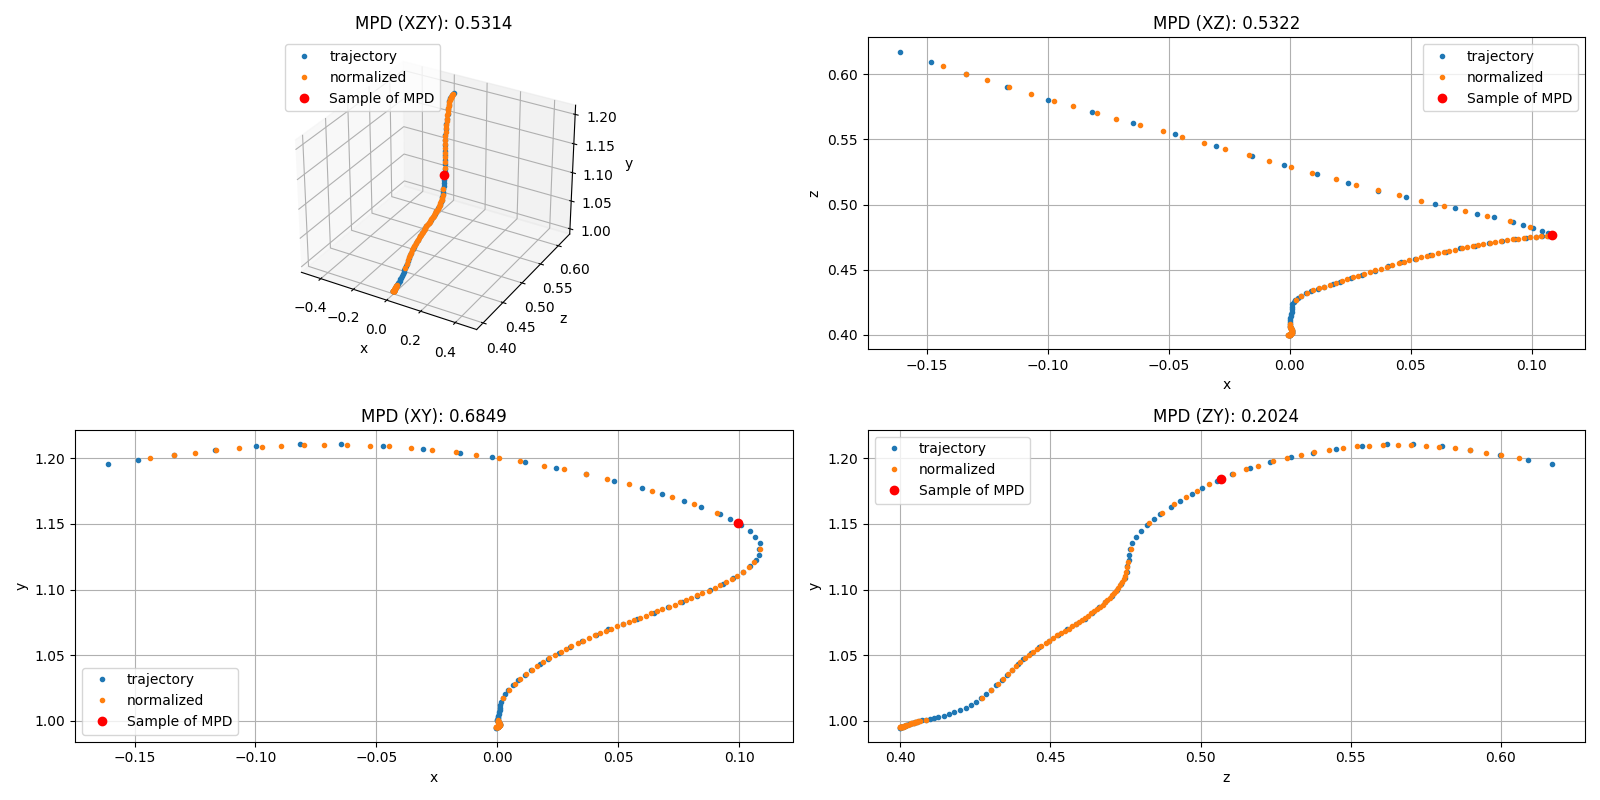 MPD (XZY): 0.5314
trajectory
normalized
Sample of MPD
1.20
1.15
1.10
1.05
1.00
y
0.60
0.55
0.50
0.45
0.40
z
−0.4
−0.2
0.0
0.2
0.4
x
MPD (XZ): 0.5322
trajectory
normalized
Sample of MPD
0.60
0.55
0.50
0.45
0.40
z
−0.15 −0.10 −0.05 0.00 0.05 0.10
x
MPD (XY): 0.6849
1.20
1.15
1.10
1.05
1.00
y
trajectory
normalized
Sample of MPD
−0.15 −0.10 −0.05 0.00 0.05 0.10
x
MPD (ZY): 0.2024
trajectory
normalized
Sample of MPD
1.20
1.15
1.10
1.05
1.00
y
0.40 0.45 0.50 0.55 0.60
z